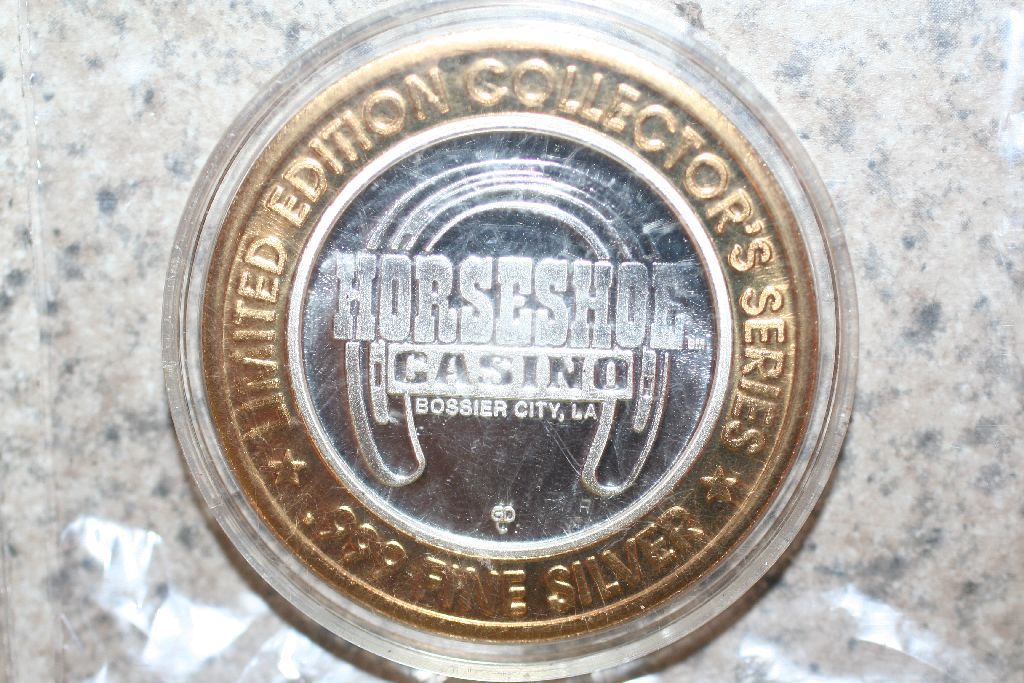 LIMITED EDITION COLLECTOR'S SERIES
HORSESHOE
CASINO
BOSSIER CITY, LA
.999 FINE SILVER